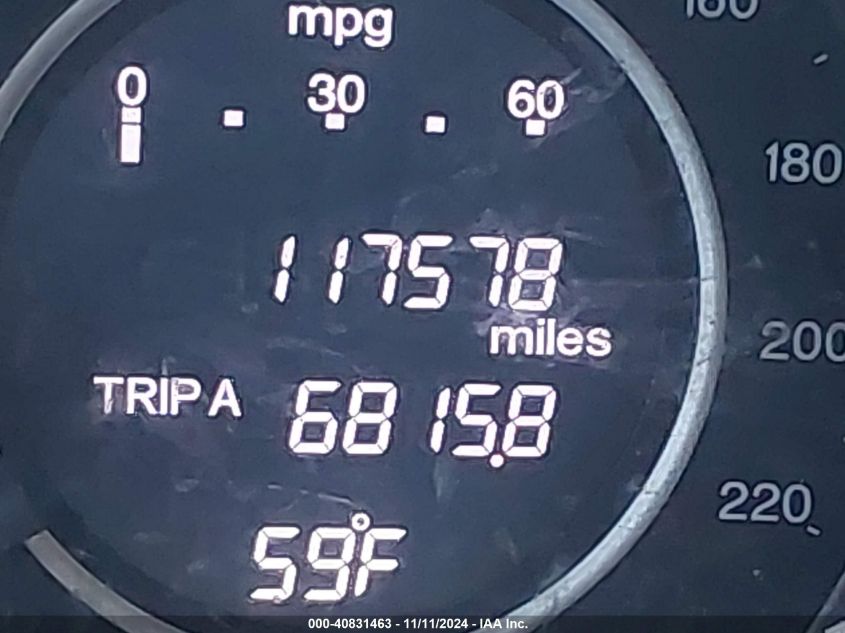 mpg
0 30 60
160
180
117578
miles
200
TRIP A 6815.8
220
59°F
000-40831463 - 11/11/2024 - IAA Inc.